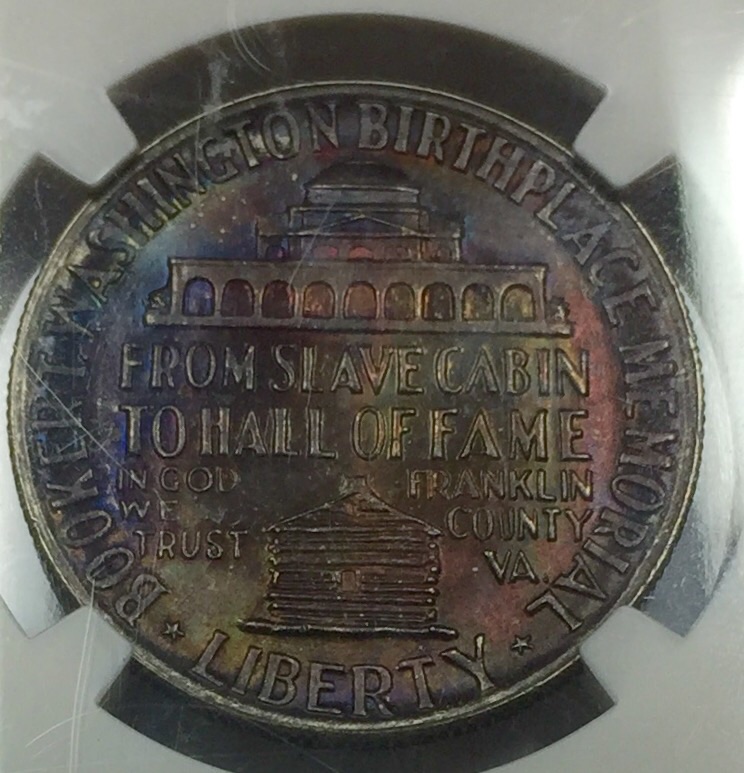 BOOKER T. WASHINGTON BIRTHPLACE MEMORIAL
FROM SLAVE CABIN
TO HALL OF FAME
IN GOD
WE
TRUST
FRANKLIN
COUNTY
VA.
LIBERTY